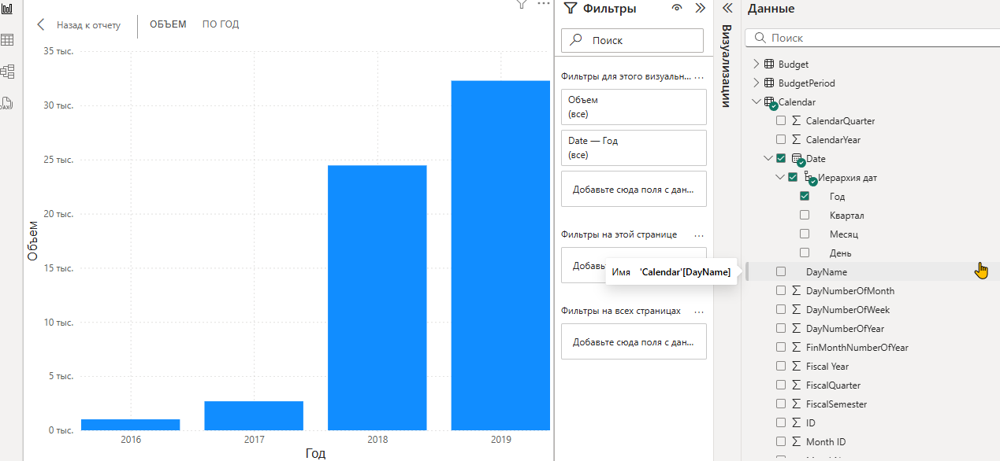 Назад к отчету
ОБЪЕМ
ПО ГОД
35 тыс.
30 тыс.
25 тыс.
20 тыс.
15 тыс.
10 тыс.
5 тыс.
0 тыс.
Объем
2016
2017
2018
2019
Год
Фильтры
Поиск
Фильтры для этого визуальн...
Объем
(все)
Date — Год
(все)
Добавьте сюда поля с дан...
Фильтры на этой странице
Добавь
Имя 'Calendar'[DayName]
Фильтры на всех страницах
Добавьте сюда поля с дан...
Визуализации
Данные
Поиск
Budget
BudgetPeriod
Calendar
CalendarQuarter
CalendarYear
Date
Иерархия дат
Год
Квартал
Месяц
День
DayName
DayNumberOfMonth
DayNumberOfWeek
DayNumberOfYear
FinMonthNumberOfYear
Fiscal Year
FiscalQuarter
FiscalSemester
ID
Month ID